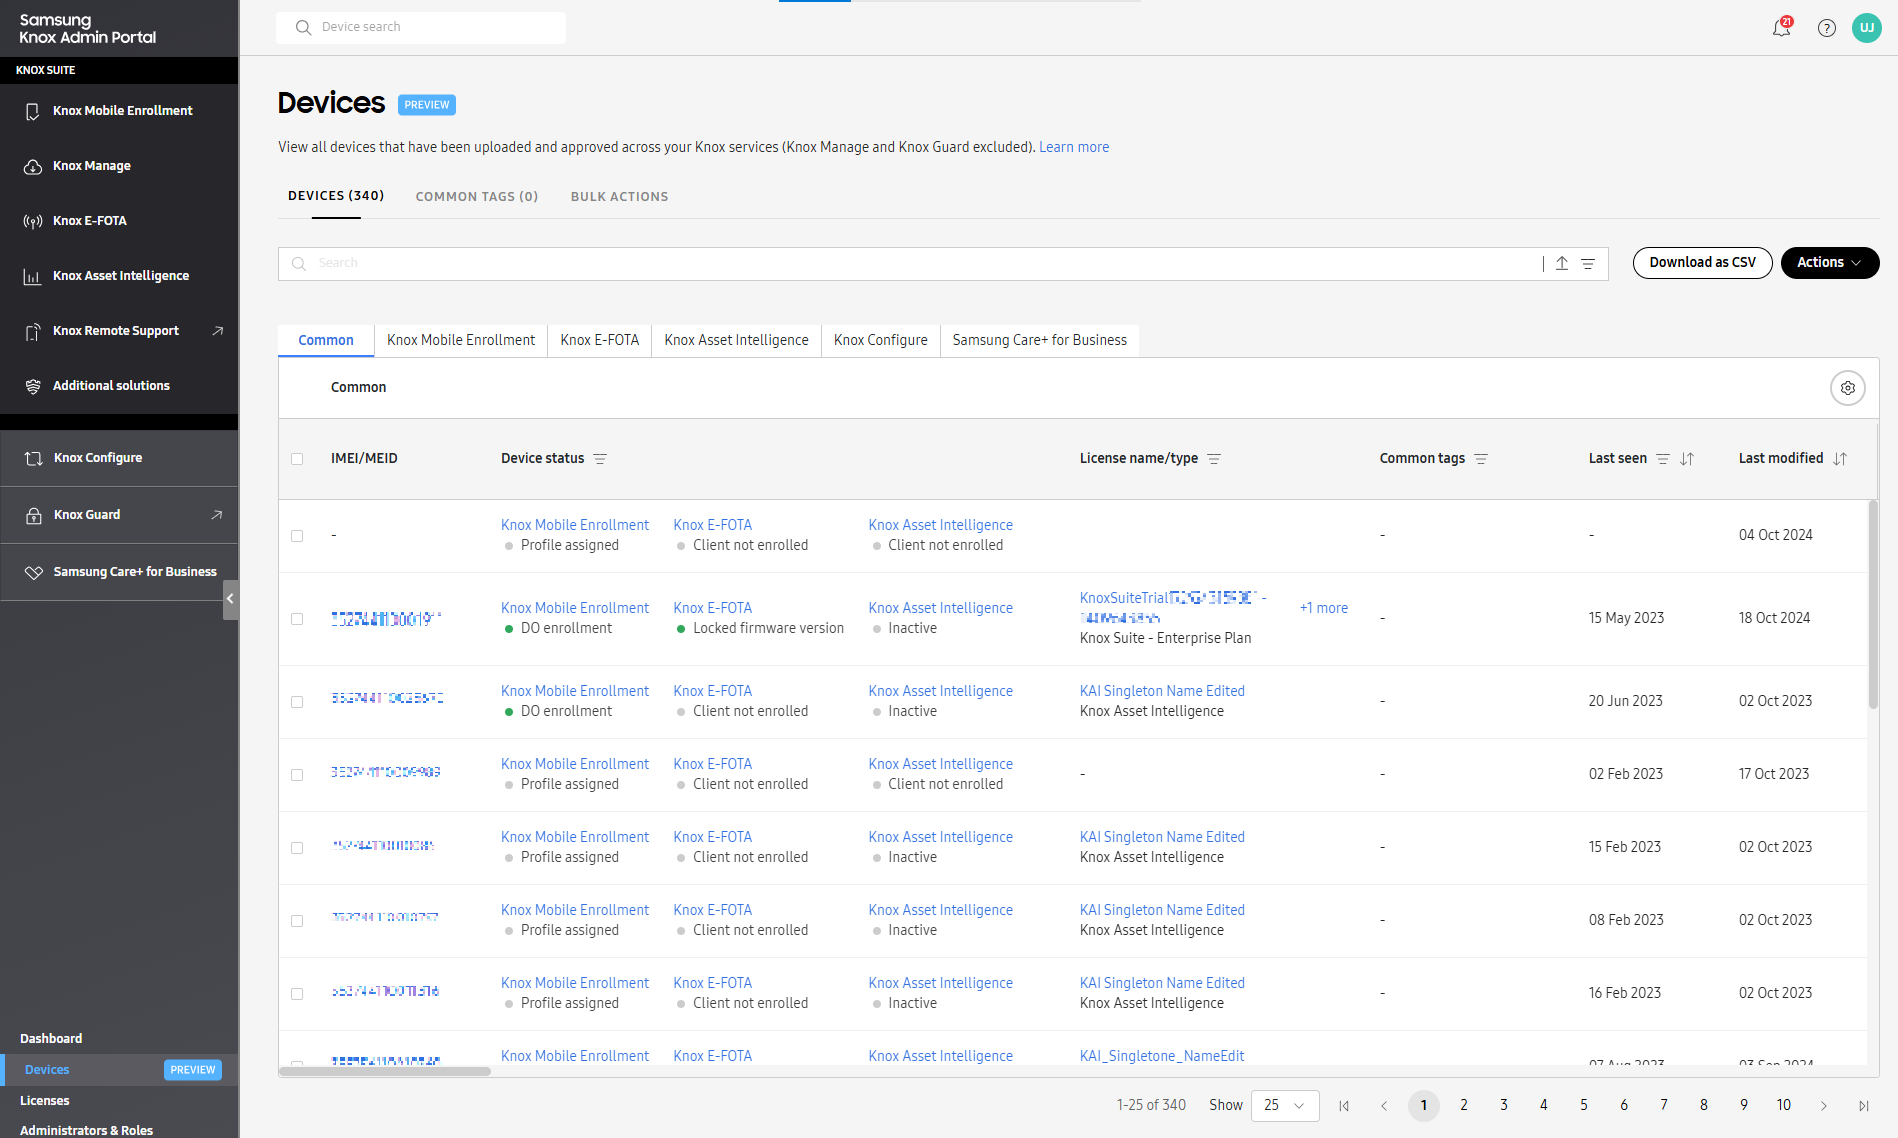 Samsung
Knox Admin Portal
KNOX SUITE
Knox Mobile Enrollment
Knox Manage
Knox E-FOTA
Knox Asset Intelligence
Knox Remote Support
Additional solutions
Knox Configure
Knox Guard
Samsung Care+ for Business
Dashboard
Devices PREVIEW
Licenses
Administrators & Roles
Device search
21
?
UJ
Devices PREVIEW
View all devices that have been uploaded and approved across your Knox services (Knox Manage and Knox Guard excluded). Learn more
DEVICES (340) COMMON TAGS (0) BULK ACTIONS
Search
Download as CSV Actions
Common Knox Mobile Enrollment Knox E-FOTA Knox Asset Intelligence Knox Configure Samsung Care+ for Business
Common
IMEI/MEID Device status License name/type Common tags Last seen Last modified
Knox Mobile Enrollment Knox E-FOTA Knox Asset Intelligence
- Profile assigned Client not enrolled Client not enrolled - - 04 Oct 2024
KnoxSuiteTrial -
Knox Mobile Enrollment Knox E-FOTA Knox Asset Intelligence +1 more
DO enrollment Locked firmware version Inactive - 15 May 2023 18 Oct 2024
Knox Suite - Enterprise Plan
Knox Mobile Enrollment Knox E-FOTA Knox Asset Intelligence KAI Singleton Name Edited
DO enrollment Client not enrolled Inactive Knox Asset Intelligence - 20 Jun 2023 02 Oct 2023
Knox Mobile Enrollment Knox E-FOTA Knox Asset Intelligence
Profile assigned Client not enrolled Client not enrolled - - 02 Feb 2023 17 Oct 2023
Knox Mobile Enrollment Knox E-FOTA Knox Asset Intelligence KAI Singleton Name Edited
Profile assigned Client not enrolled Inactive Knox Asset Intelligence - 15 Feb 2023 02 Oct 2023
Knox Mobile Enrollment Knox E-FOTA Knox Asset Intelligence KAI Singleton Name Edited
Profile assigned Client not enrolled Inactive Knox Asset Intelligence - 08 Feb 2023 02 Oct 2023
Knox Mobile Enrollment Knox E-FOTA Knox Asset Intelligence KAI Singleton Name Edited
Profile assigned Client not enrolled Inactive Knox Asset Intelligence - 16 Feb 2023 02 Oct 2023
Knox Mobile Enrollment Knox E-FOTA Knox Asset Intelligence KAI_Singletone_NameEdit
07 Aug 2023 03 Sep 2024
1-25 of 340 Show 25 1 2 3 4 5 6 7 8 9 10